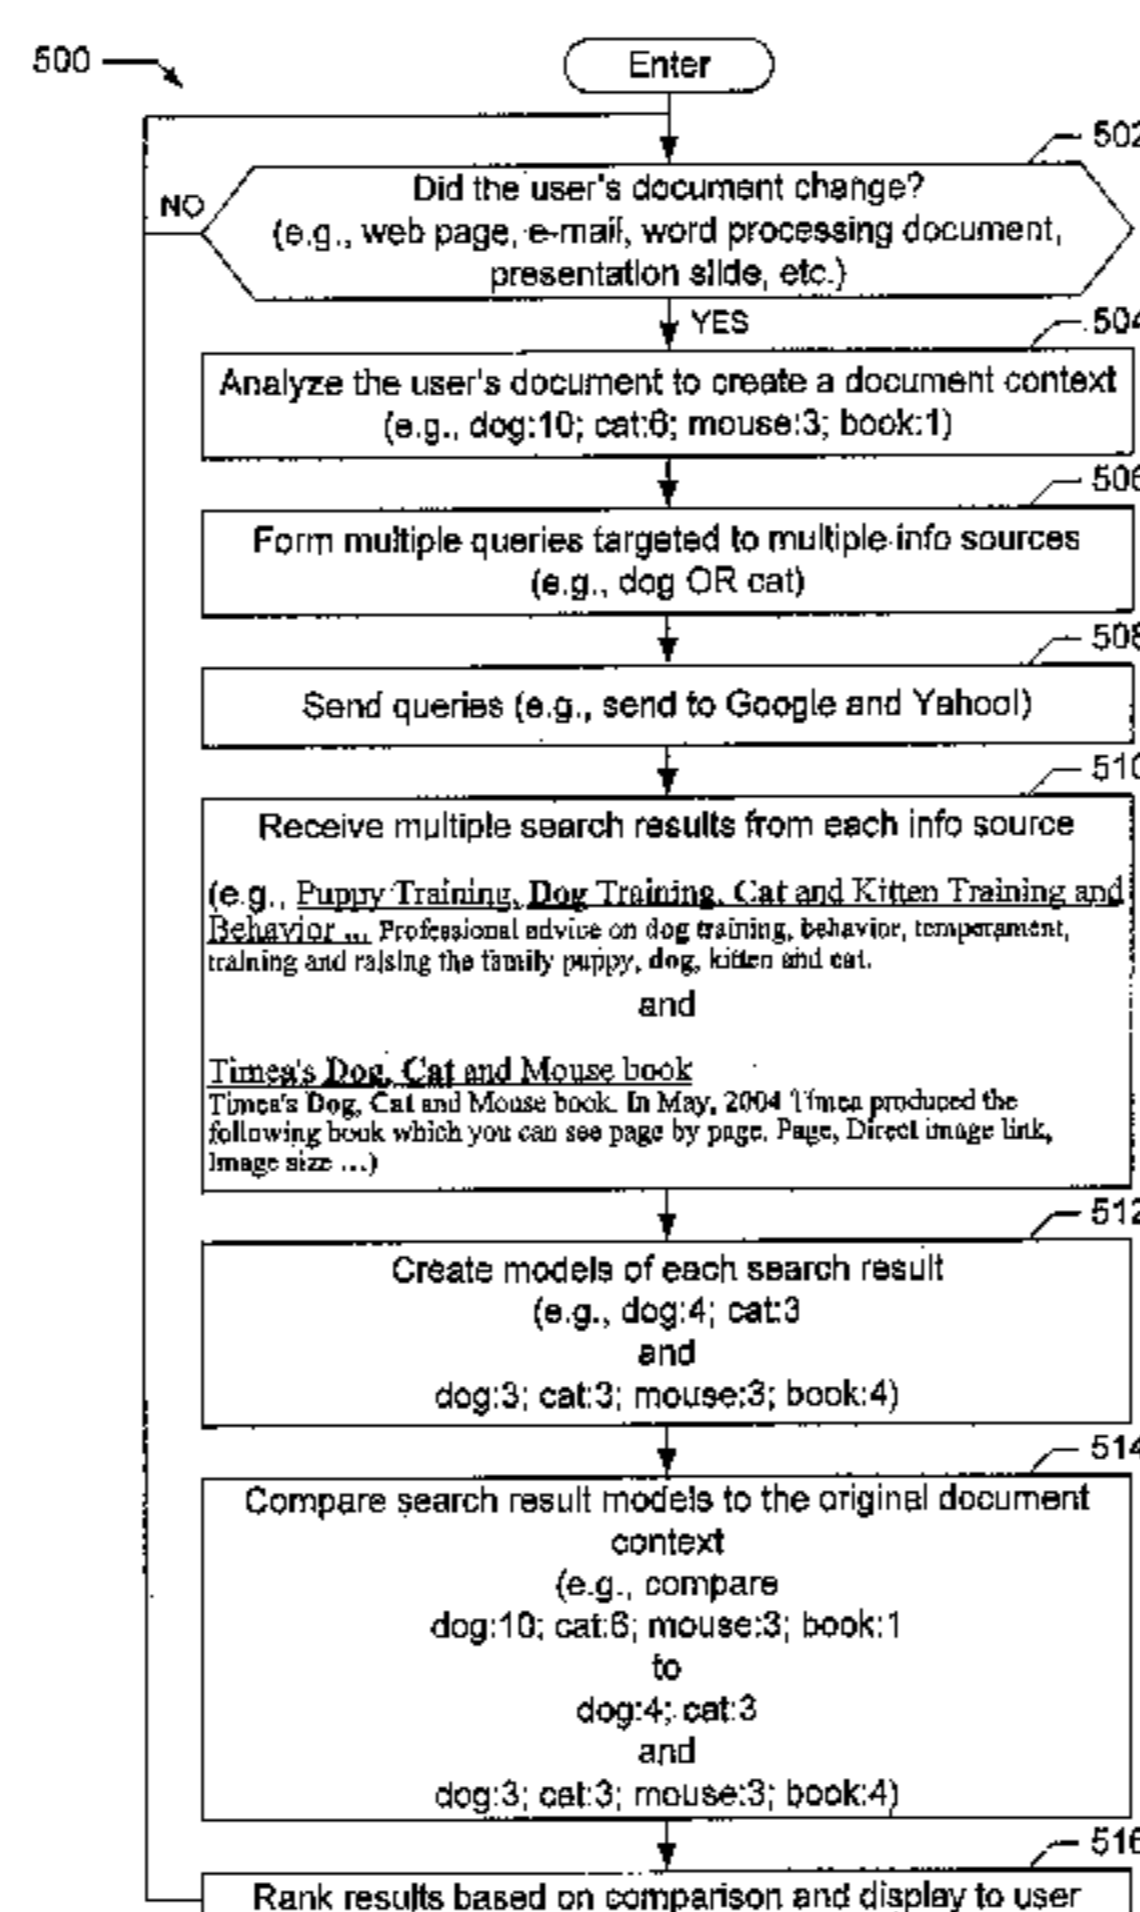 500
Enter
502
Did the user's document change?
NO
(e.g., web page, e-mail, word processing document,
presentation slide, etc.)
YES
504
Analyze the user's document to create a document context
(e.g., dog:10; cat:6; mouse:3; book:1)
506
Form multiple queries targeted to multiple info sources
(e.g., dog OR cat)
508
Send queries (e.g., send to Google and Yahoo!)
510
Receive multiple search results from each info source
(e.g., Puppy Training, Dog Training, Cat and Kitten Training and
Behavior ... Professional advice on dog training, behavior, temperament,
training and raising the family puppy, dog, kitten and cat.
and
Timea's Dog, Cat and Mouse book
Timea's Dog, Cat and Mouse book. In May, 2004 Timea produced the
following book which you can see page by page. Page, Direct image link,
Image size ...)
512
Create models of each search result
(e.g., dog:4; cat:3
and
dog:3; cat:3; mouse:3; book:4)
514
Compare search result models to the original document
context
(e.g., compare
dog:10; cat:6; mouse:3; book:1
to
dog:4; cat:3
and
dog:3; cat:3; mouse:3; book:4)
516
Rank results based on comparison and display to user